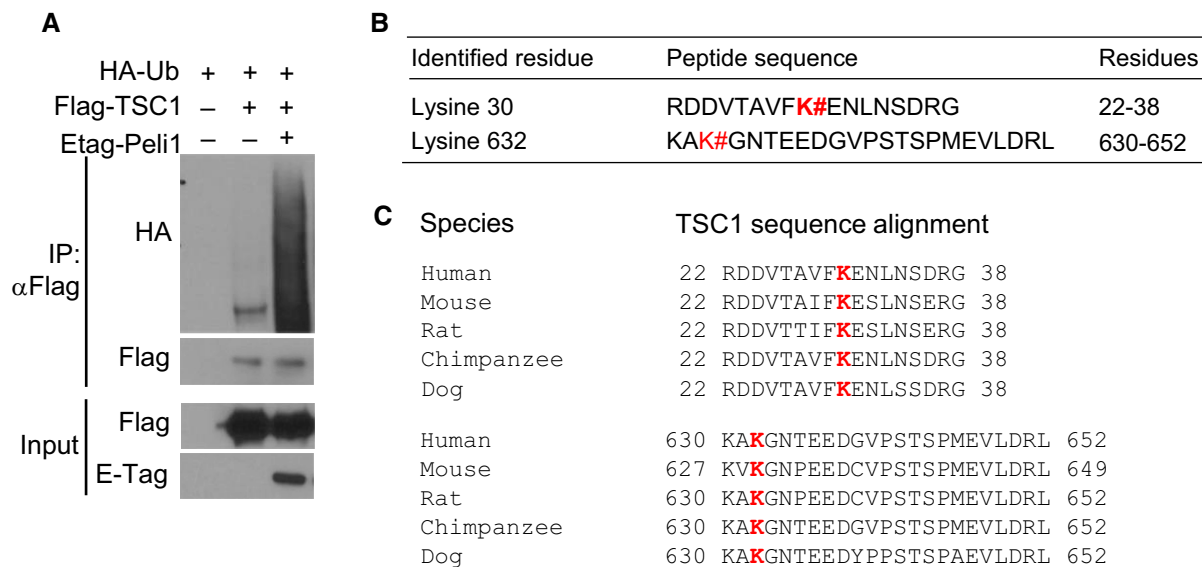 A
HA-Ub + + +
Flag-TSC1 – + +
Etag-Peli1 – – +
IP:
αFlag
HA
Flag
Input
Flag
E-Tag
B
Identified residue Peptide sequence Residues
Lysine 30 RDDVTAVFK#ENLNSDRG 22-38
Lysine 632 KAK#GNTEEDGVPSTSPMEVLDRL 630-652
C
Species TSC1 sequence alignment
Human 22 RDDVTAVFKENLNSDRG 38
Mouse 22 RDDVTAIFKESLNSERG 38
Rat 22 RDDVTTIFKESLNSERG 38
Chimpanzee 22 RDDVTAVFKENLNSDRG 38
Dog 22 RDDVTAVFKENLSSDRG 38
Human 630 KAKGNTEEDGVPSTSPMEVLDRL 652
Mouse 627 KVKGNPEEDCVPSTSPMEVLDRL 649
Rat 630 KAKGNPEEDCVPSTSPMEVLDRL 652
Chimpanzee 630 KAKGNTEEDGVPSTSPMEVLDRL 652
Dog 630 KAKGNTEEDYPPSTSPAEVLDRL 652